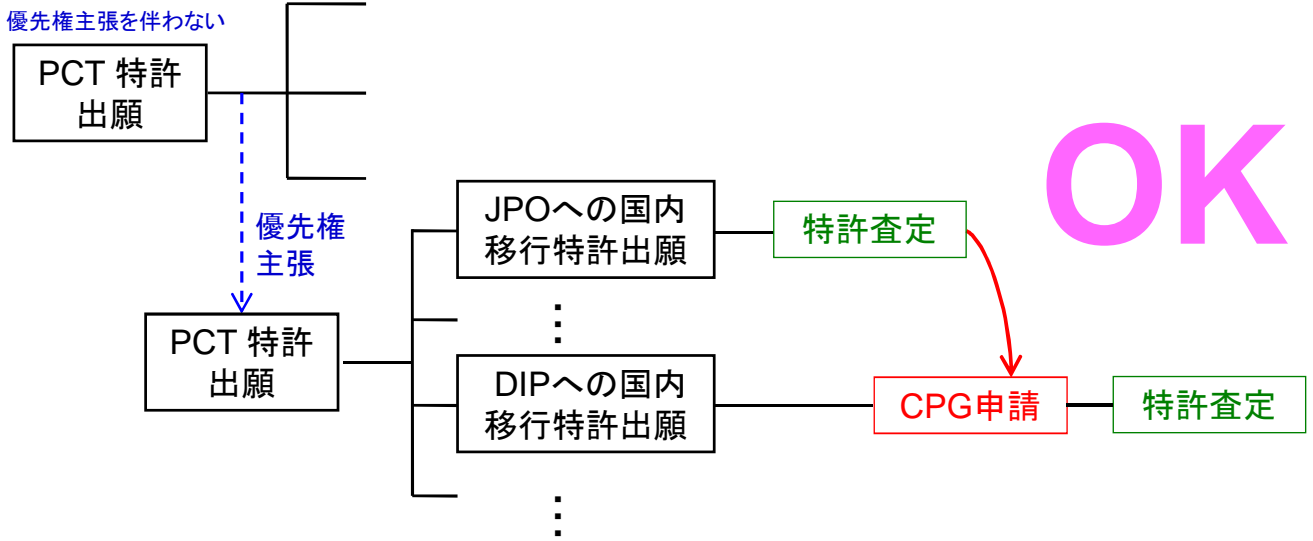 優先権主張を伴わない
PCT 特許
出願
OK
優先権
主張
JPOへの国内
移行特許出願
特許査定
PCT 特許
出願
DIPへの国内
移行特許出願
CPG申請
特許査定